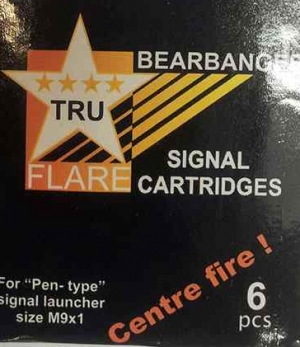 BEARBANGE
TRU
FLARE
SIGNAL
CARTRIDGES
Centre fire !
For "Pen- type"
signal launcher
size M9x1
6
pcs